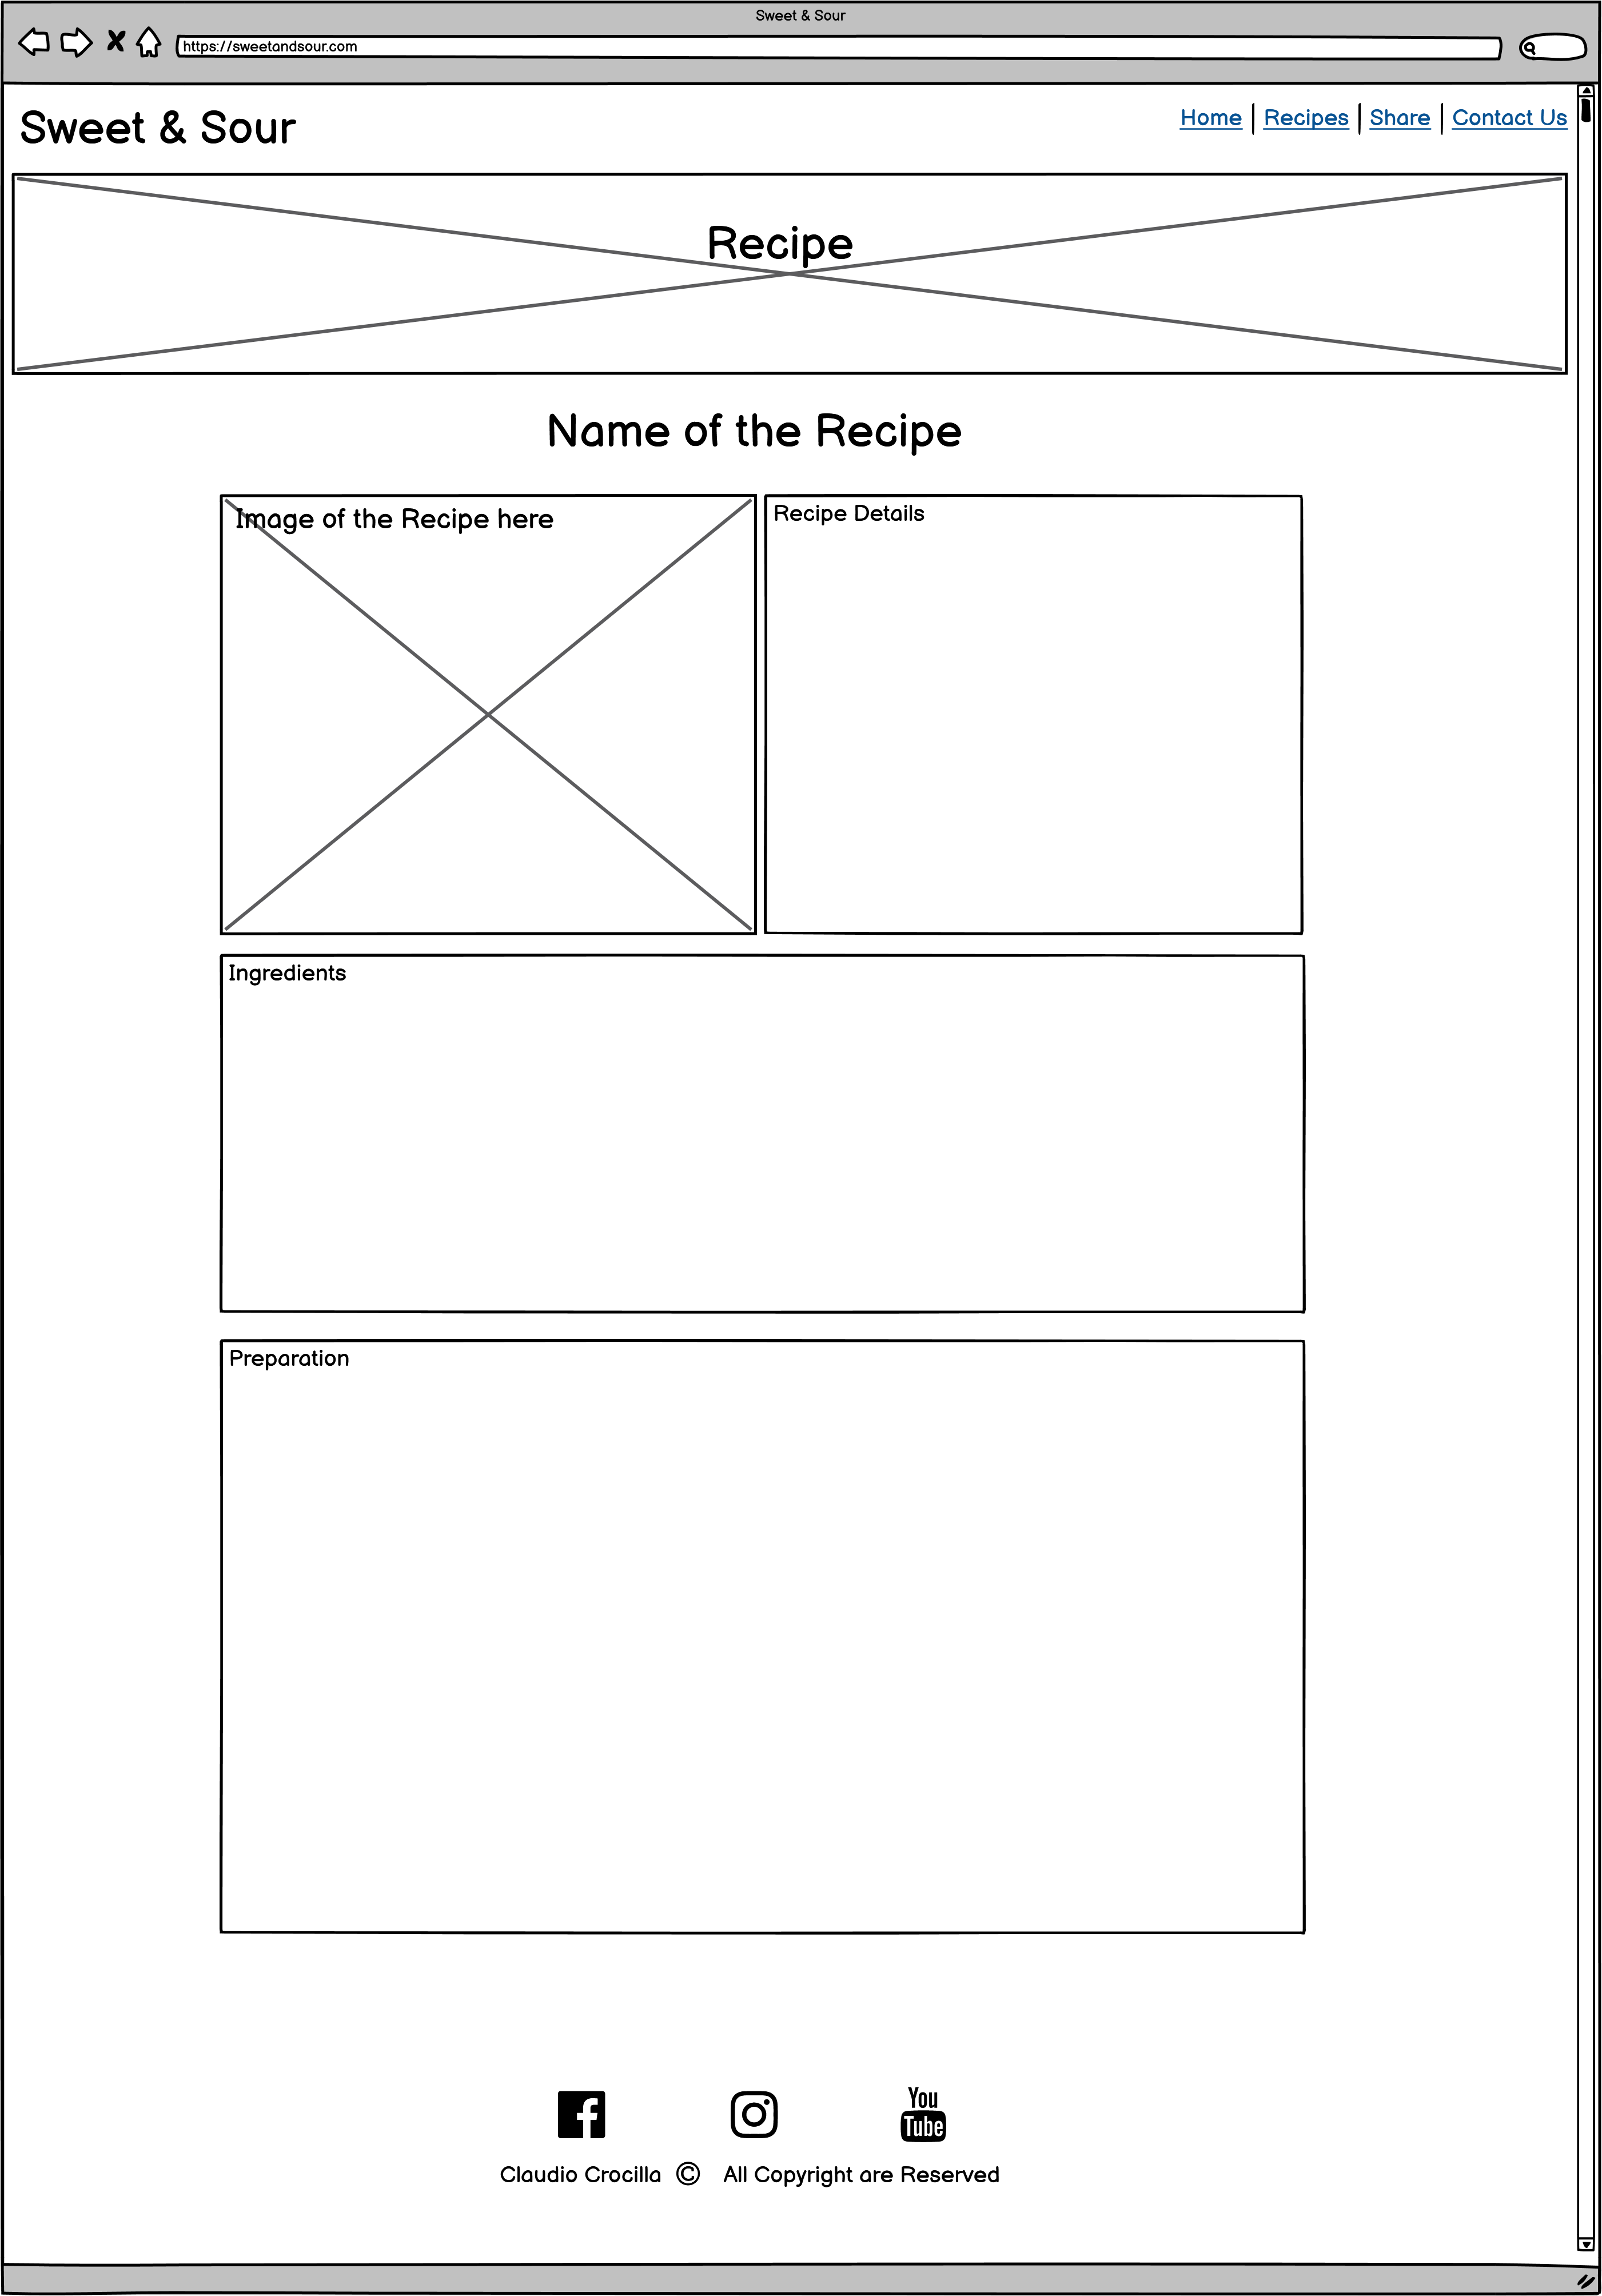 Sweet & Sour
https://sweetandsour.com
Sweet & Sour
Home | Recipes | Share | Contact Us
Recipe
Name of the Recipe
Image of the Recipe here
Recipe Details
Ingredients
Preparation
You
Tube
Claudio Crocilla © All Copyright are Reserved